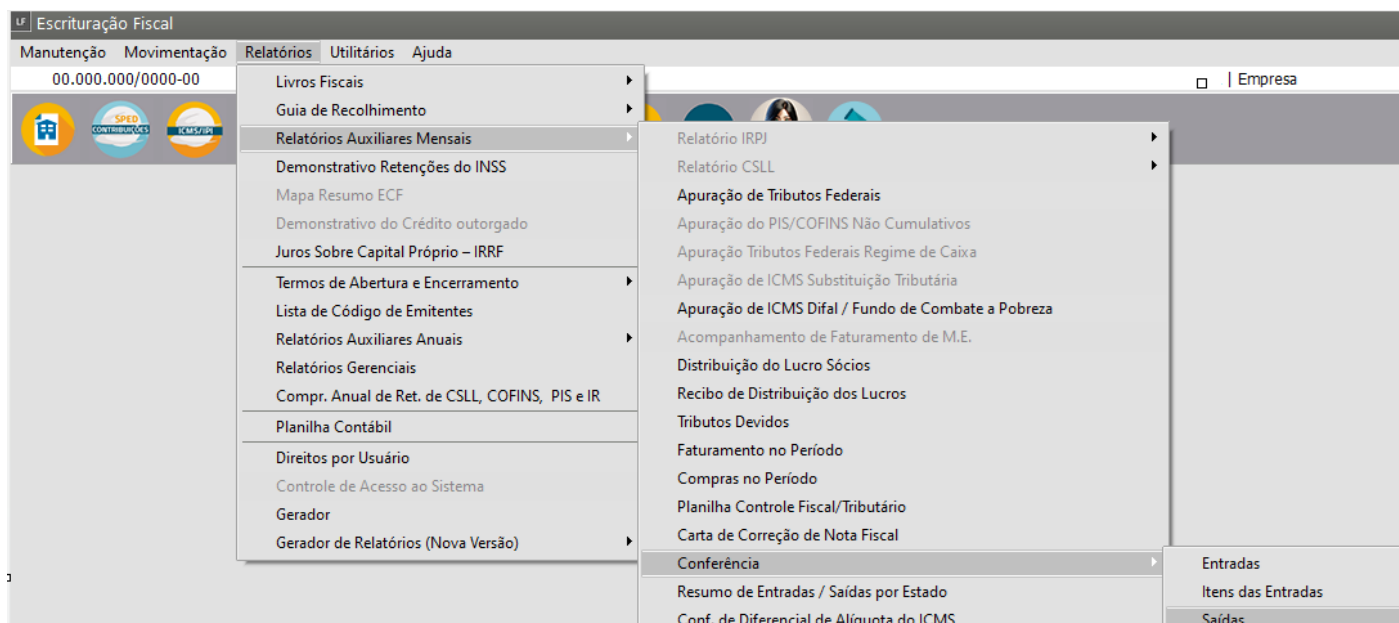 LF Escrituração Fiscal
Manutenção Movimentação Relatórios Utilitários Ajuda
00.000.000/0000-00 | Empresa
SPED CONTRIBUIÇÕES
ICMS/IPI
Livros Fiscais
Guia de Recolhimento
Relatórios Auxiliares Mensais
Demonstrativo Retenções do INSS
Mapa Resumo ECF
Demonstrativo do Crédito outorgado
Juros Sobre Capital Próprio – IRRF
Termos de Abertura e Encerramento
Lista de Código de Emitentes
Relatórios Auxiliares Anuais
Relatórios Gerenciais
Compr. Anual de Ret. de CSLL, COFINS, PIS e IR
Planilha Contábil
Direitos por Usuário
Controle de Acesso ao Sistema
Gerador
Gerador de Relatórios (Nova Versão)
Relatório IRPJ
Relatório CSLL
Apuração de Tributos Federais
Apuração do PIS/COFINS Não Cumulativos
Apuração Tributos Federais Regime de Caixa
Apuração de ICMS Substituição Tributária
Apuração de ICMS Difal / Fundo de Combate a Pobreza
Acompanhamento de Faturamento de M.E.
Distribuição do Lucro Sócios
Recibo de Distribuição dos Lucros
Tributos Devidos
Faturamento no Período
Compras no Período
Planilha Controle Fiscal/Tributário
Carta de Correção de Nota Fiscal
Conferência
Resumo de Entradas / Saídas por Estado
Conf. de Diferencial de Alíquota do ICMS
Entradas
Itens das Entradas
Saídas